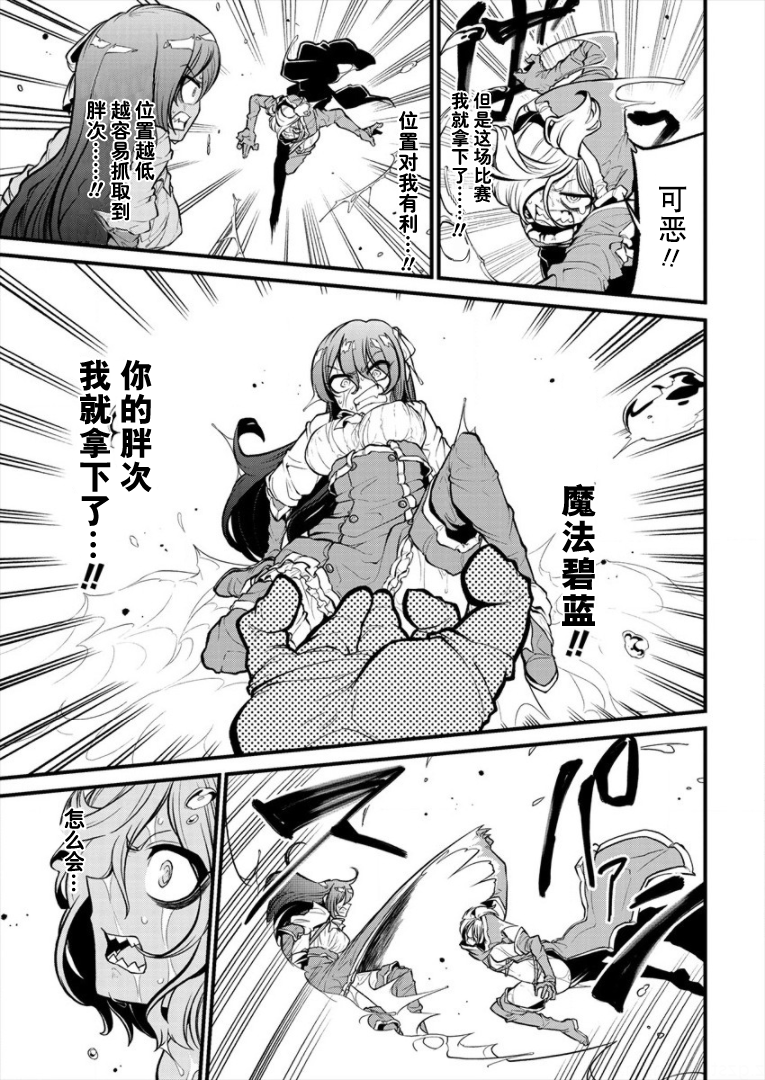 可恶!!
但是这场比赛
我就拿下了……!!
位置对我有利…!!
位置越低
越容易抓取到
胖次……!!
魔法碧蓝!!
你的胖次
我就拿下了…!!
パ
ス
怎么会…